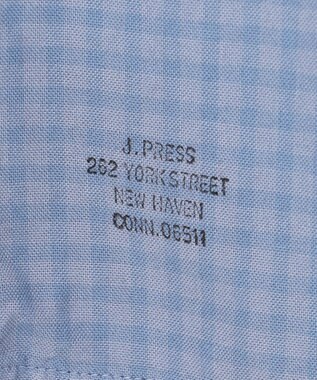 J. PRESS
262 YORK STREET
NEW HAVEN
CONN. 06511